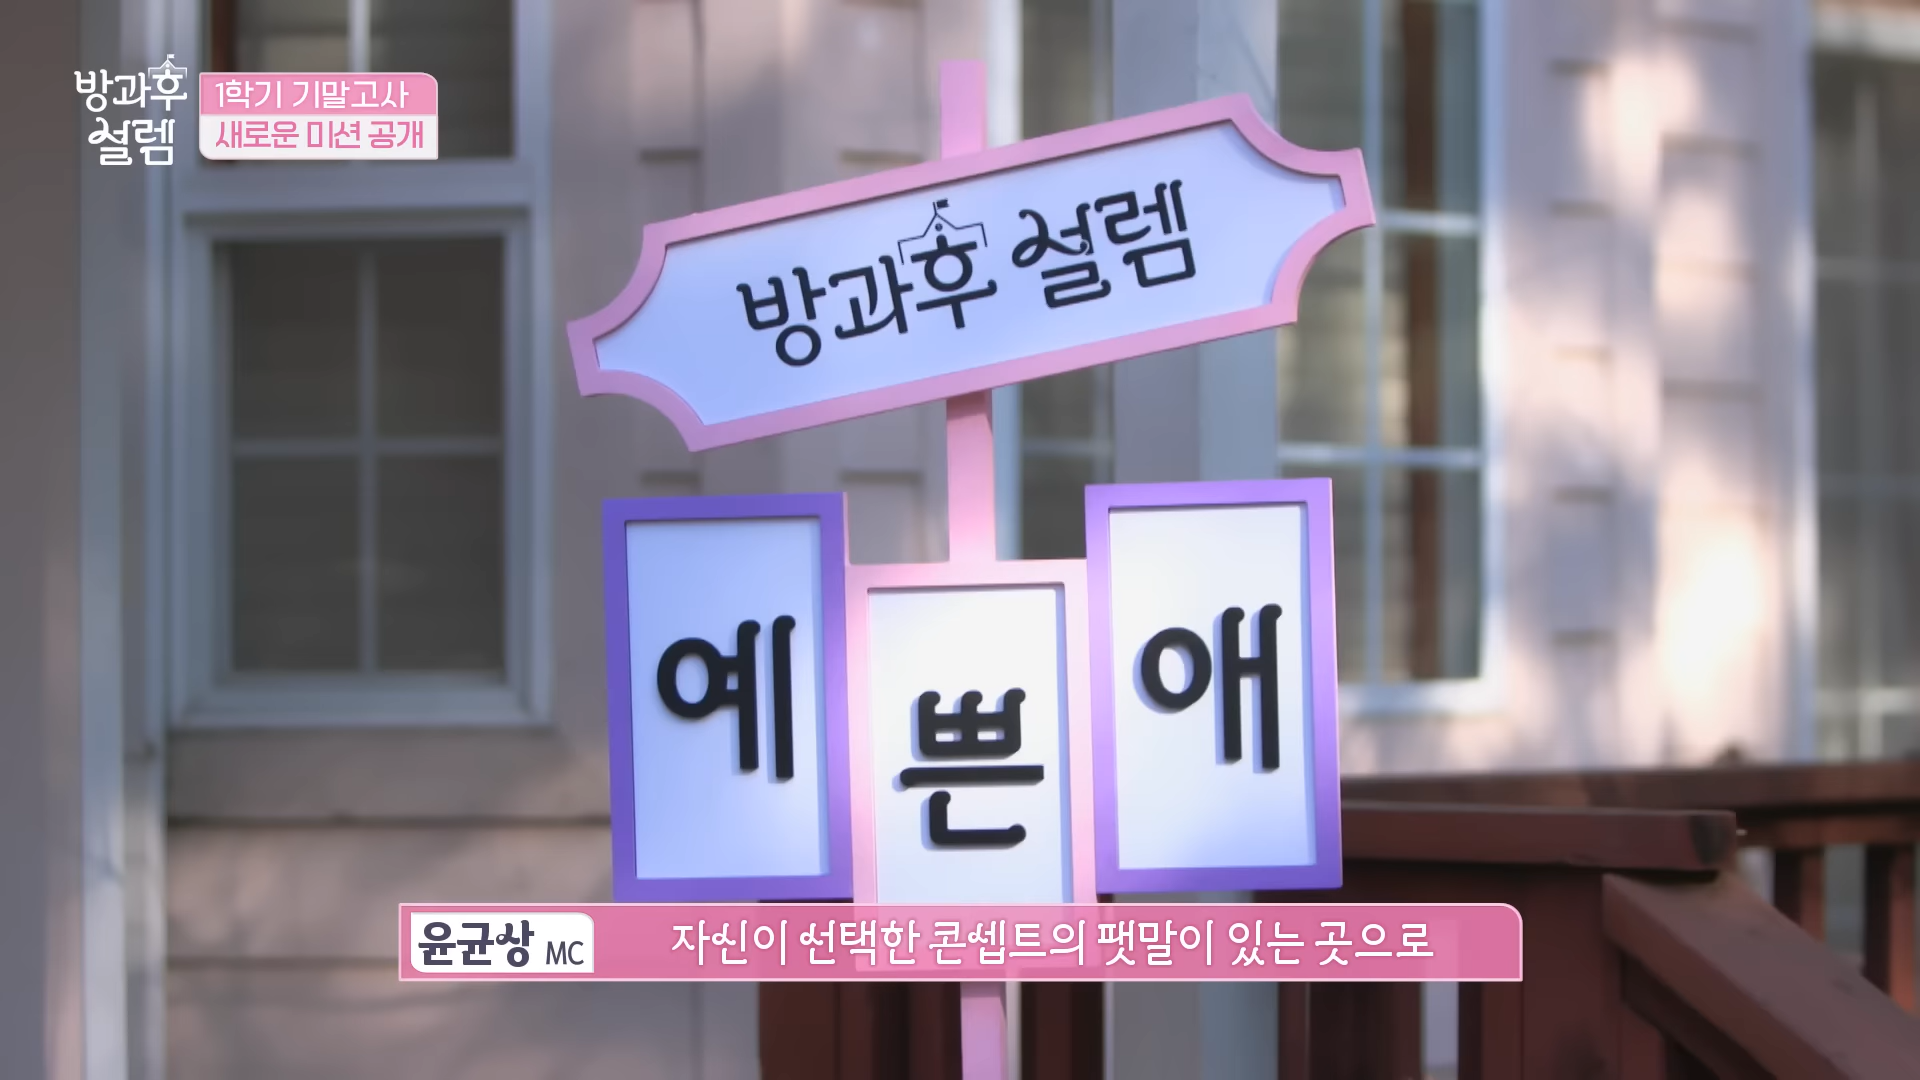 방과후
설렘
1학기 기말고사
새로운 미션 공개
방과후 설렘
예 쁜 애
윤균상 MC 자신이 선택한 콘셉트의 팻말이 있는 곳으로